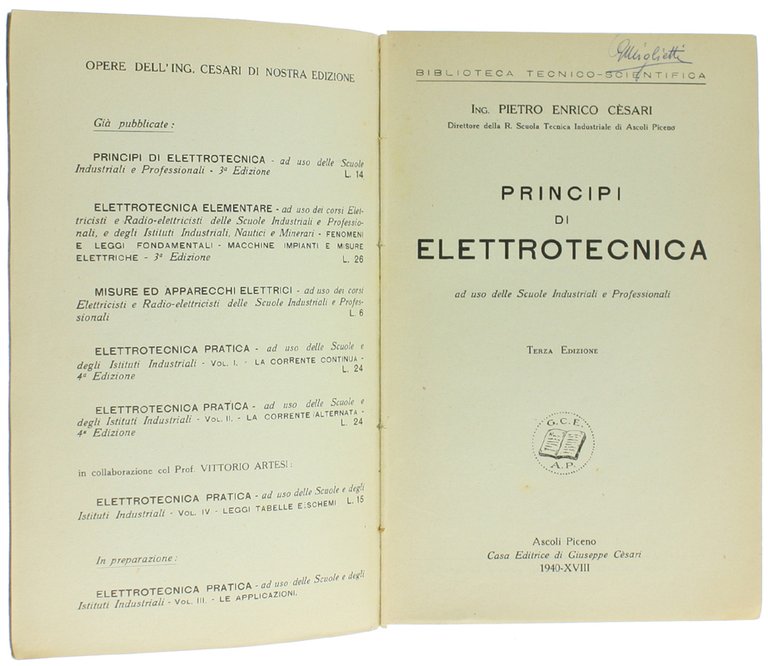 OPERE DELL'ING. CESARI DI NOSTRA EDIZIONE
Già pubblicate:
PRINCIPI DI ELETTROTECNICA - ad uso delle Scuole
Industriali e Professionali - 3ª Edizione L. 14
ELETTROTECNICA ELEMENTARE - ad uso dei corsi Elet-
tricisti e Radio-elettricisti delle Scuole Industriali e Professio-
nali, e degli Istituti Industriali, Nautici e Minerari - FENOMENI
E LEGGI FONDAMENTALI - MACCHINE IMPIANTI E MISURE
ELETTRICHE - 3ª Edizione L. 26
MISURE ED APPARECCHI ELETTRICI - ad uso dei corsi
Elettricisti e Radio-elettricisti delle Scuole Industriali e Profes-
sionali L. 6
ELETTROTECNICA PRATICA - ad uso delle Scuole e
degli Istituti Industriali - VOL. I. - LA CORRENTE CONTINUA -
4ª Edizione L. 24
ELETTROTECNICA PRATICA - ad uso delle Scuole e
degli Istituti Industriali - VOL. II. - LA CORRENTE ALTERNATA -
4ª Edizione L. 24
in collaborazione col Prof. VITTORIO ARTESI:
ELETTROTECNICA PRATICA - ad uso delle Scuole e degli
Istituti Industriali - VOL. IV - LEGGI TABELLE E SCHEMI L. 15
In preparazione:
ELETTROTECNICA PRATICA - ad uso delle Scuole e degli
Istituti Industriali - VOL. III. - LE APPLICAZIONI.
Miglietti
BIBLIOTECA TECNICO-SCIENTIFICA
ING. PIETRO ENRICO CÈSARI
Direttore della R. Scuola Tecnica Industriale di Ascoli Piceno
PRINCIPI
DI
ELETTROTECNICA
ad uso delle Scuole Industriali e Professionali
TERZA EDIZIONE
G.C.E.
A.P.
Ascoli Piceno
Casa Editrice di Giuseppe Cèsari
1940-XVIII